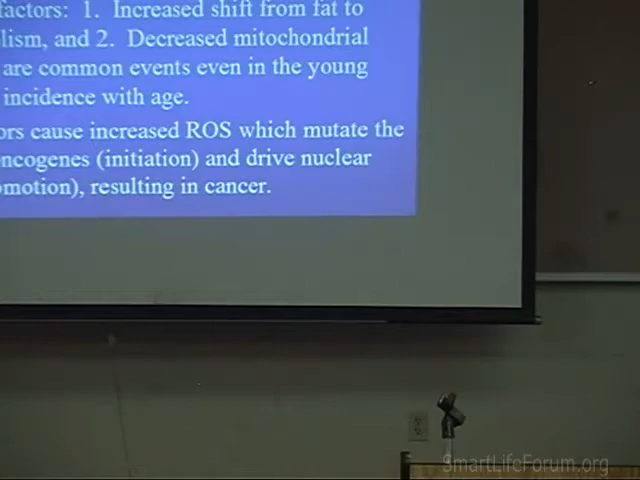 factors: 1. Increased shift from fat to
lism, and 2. Decreased mitochondrial
are common events even in the young
incidence with age.
ors cause increased ROS which mutate the
ncogenes (initiation) and drive nuclear
omotion), resulting in cancer.
SmartLifeForum.org